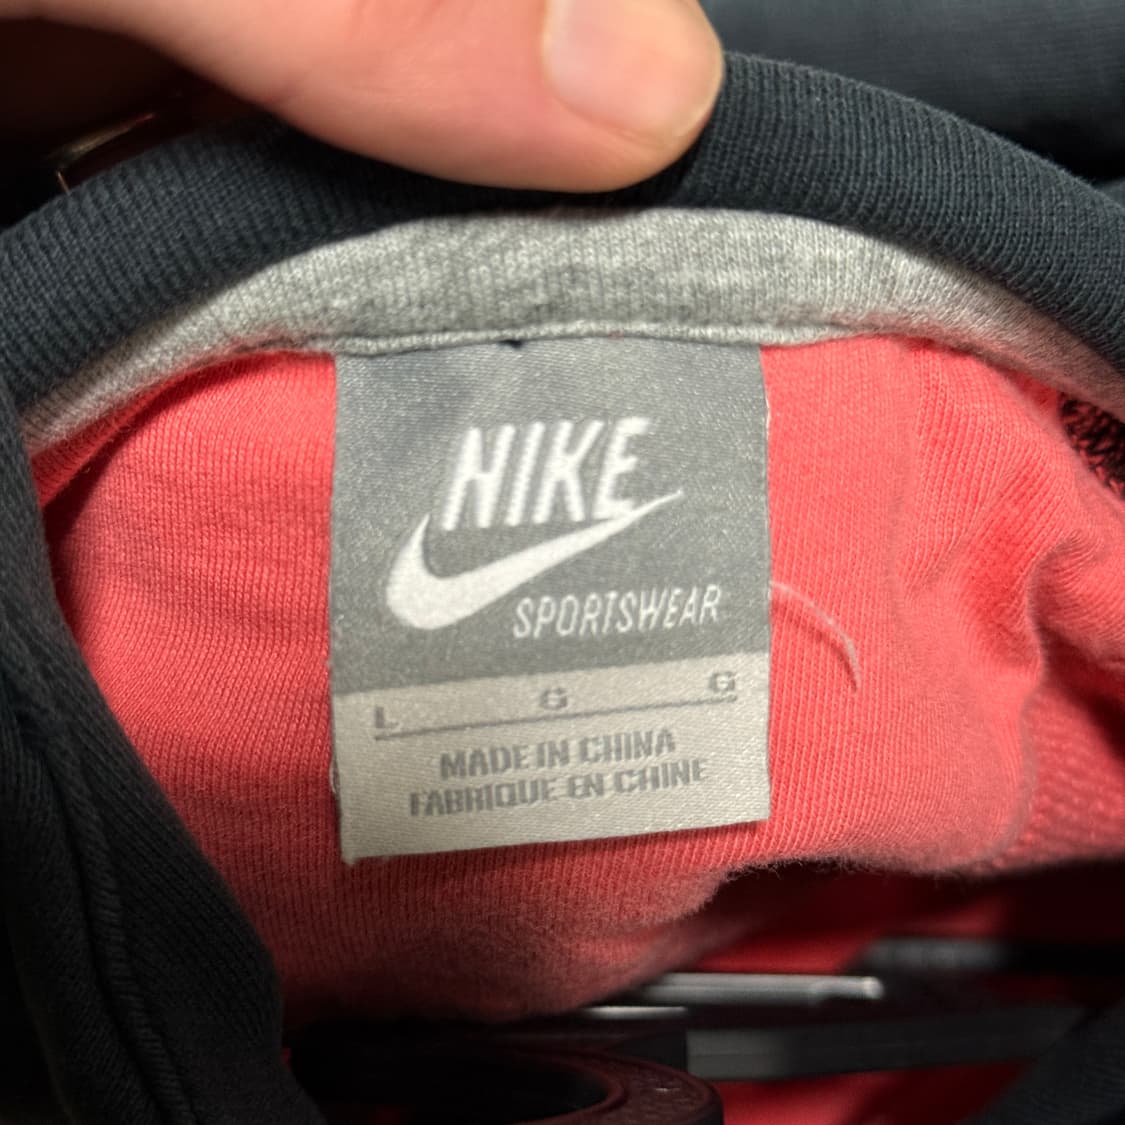 NIKE
SPORTSWEAR
L G G
MADE IN CHINA
FABRIQUE EN CHINE